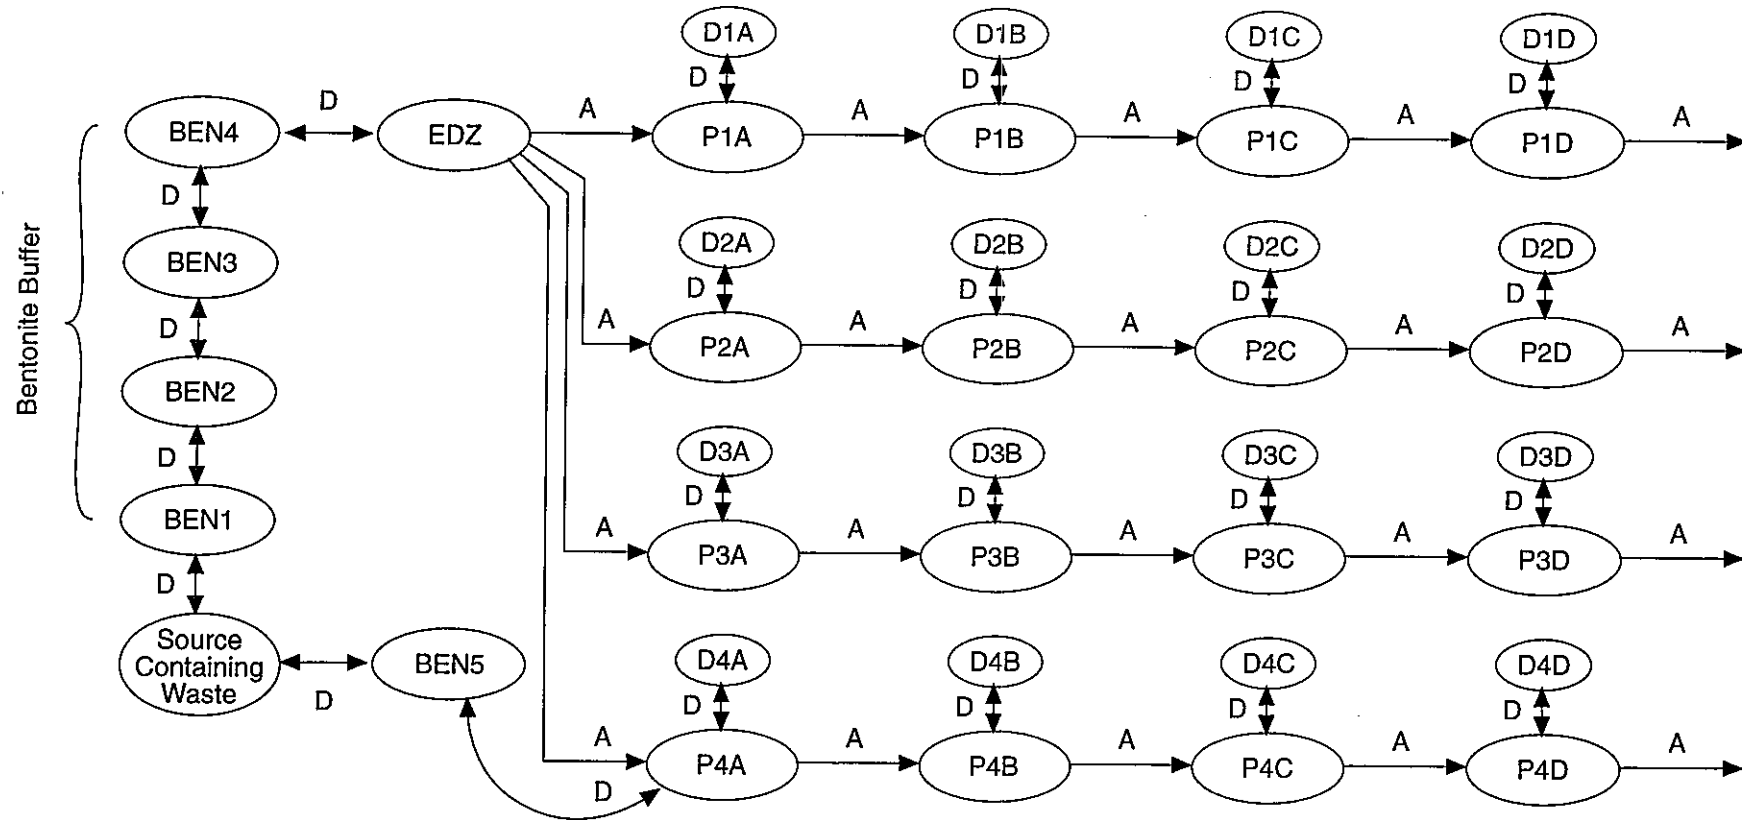 D1A
D1B
D1C
D1D
D
D
D
D
D
BEN4
EDZ
A
P1A
A
P1B
A
P1C
A
P1D
A
D
Bentonite Buffer
BEN3
D2A
D2B
D2C
D2D
D
D
D
D
D
BEN2
A
P2A
A
P2B
A
P2C
A
P2D
A
D
D3A
D3B
D3C
D3D
D
D
D
D
BEN1
A
P3A
A
P3B
A
P3C
A
P3D
A
D
Source
Containing
Waste
D
BEN5
D4A
D4B
D4C
D4D
D
D
D
D
A
P4A
A
P4B
A
P4C
A
P4D
A
D